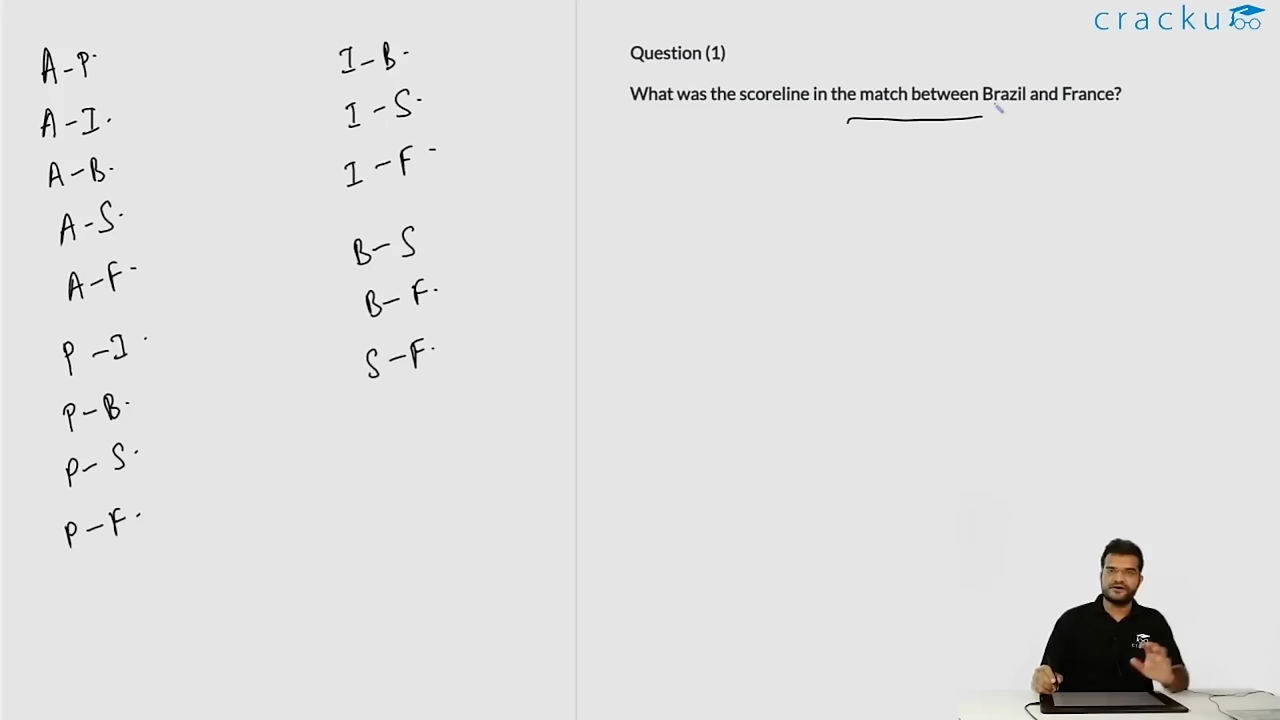 cracku
A-P.
A-I.
A-B.
A-S.
A-F.
P-I.
P-B.
P-S.
P-F.
I-B.
I-S.
I-F.
B-S
B-F.
S-F.
Question (1)
What was the scoreline in the match between Brazil and France?